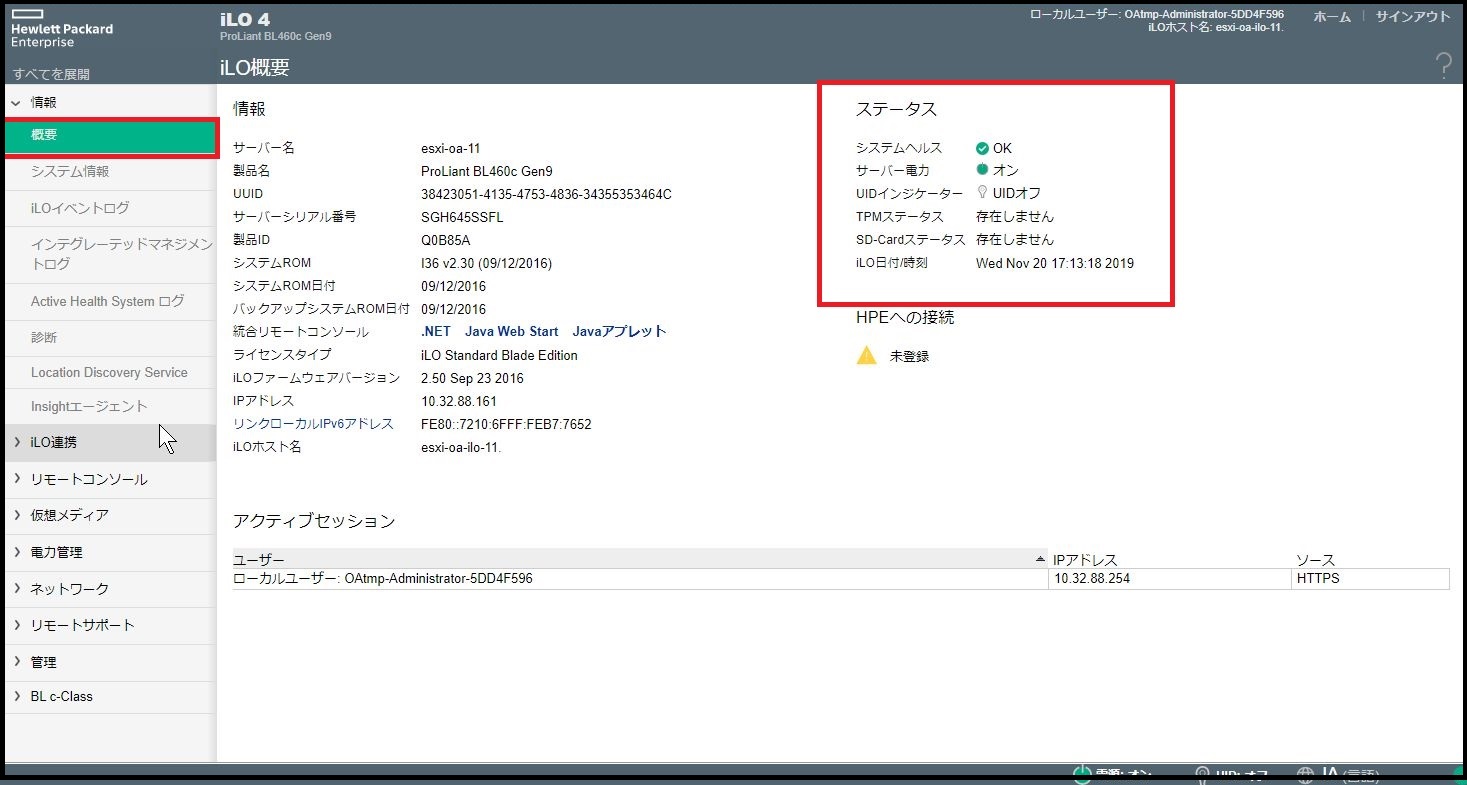 Hewlett Packard
Enterprise
iLO 4
ProLiant BL460c Gen9
ローカルユーザー: OAtmp-Administrator-5DD4F596
iLOホスト名: esxi-oa-ilo-11.
ホーム
サインアウト
すべてを展開
iLO概要
?
情報
概要
システム情報
iLOイベントログ
インテグレーテッドマネジメン
トログ
Active Health System ログ
診断
Location Discovery Service
Insightエージェント
iLO連携
リモートコンソール
仮想メディア
電力管理
ネットワーク
リモートサポート
管理
BL c-Class
情報
サーバー名 esxi-oa-11
製品名 ProLiant BL460c Gen9
UUID 38423051-4135-4753-4836-34355353464C
サーバーシリアル番号 SGH645SSFL
製品ID Q0B85A
システムROM I36 v2.30 (09/12/2016)
システムROM日付 09/12/2016
バックアップシステムROM日付 09/12/2016
統合リモートコンソール .NET Java Web Start Javaアプレット
ライセンスタイプ iLO Standard Blade Edition
iLOファームウェアバージョン 2.50 Sep 23 2016
IPアドレス 10.32.88.161
リンクローカルIPv6アドレス FE80::7210:6FFF:FEB7:7652
iLOホスト名 esxi-oa-ilo-11.
ステータス
システムヘルス OK
サーバー電力 オン
UIDインジケーター UIDオフ
TPMステータス 存在しません
SD-Cardステータス 存在しません
iLO日付/時刻 Wed Nov 20 17:13:18 2019
HPEへの接続
未登録
アクティブセッション
ユーザー IPアドレス ソース
ローカルユーザー: OAtmp-Administrator-5DD4F596 10.32.88.254 HTTPS
電源: オン UID: オフ JA (言語)